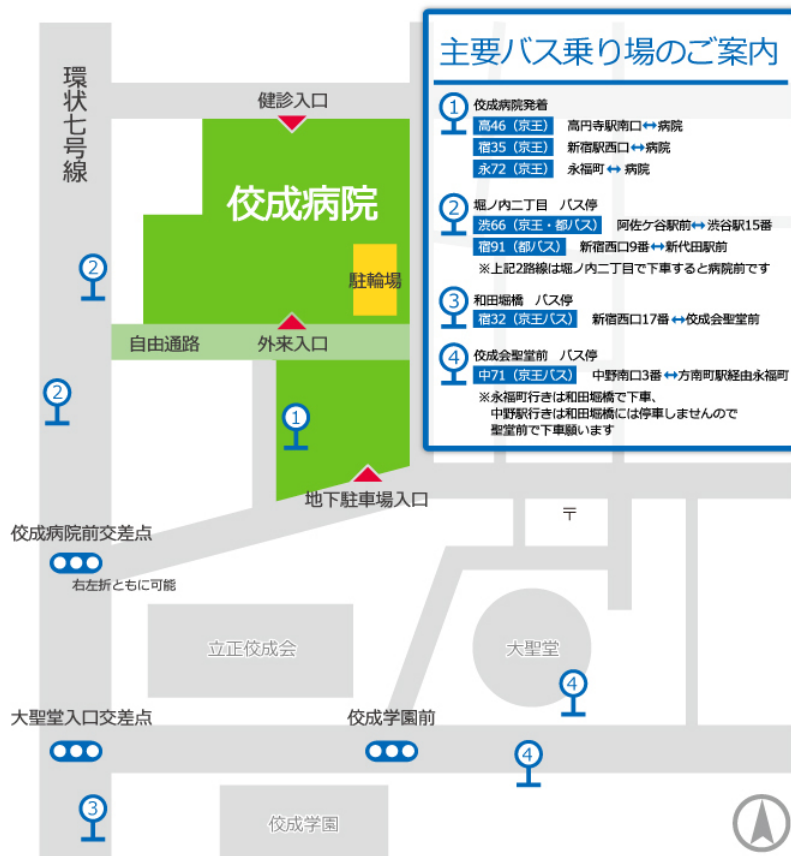 主要バス乗り場のご案内
1 佼成病院発着
高46（京王） 高円寺駅南口↔病院
宿35（京王） 新宿駅西口↔病院
永72（京王） 永福町↔病院
2 堀ノ内二丁目 バス停
渋66（京王・都バス） 阿佐ケ谷駅前↔渋谷駅15番
宿91（都バス） 新宿西口9番↔新代田駅前
※上記2路線は堀ノ内二丁目で下車すると病院前です
3 和田堀橋 バス停
宿32（京王バス） 新宿西口17番↔佼成会聖堂前
4 佼成会聖堂前 バス停
中71（京王バス） 中野南口3番↔方南町駅経由永福町
※永福町行きは和田堀橋で下車、
中野駅行きは和田堀橋には停車しませんので
聖堂前で下車願います
環状七号線
健診入口
佼成病院
2
駐輪場
自由通路
外来入口
2
1
地下駐車場入口
〒
佼成病院前交差点
右左折ともに可能
立正佼成会
大聖堂
4
大聖堂入口交差点
佼成学園前
4
3
佼成学園